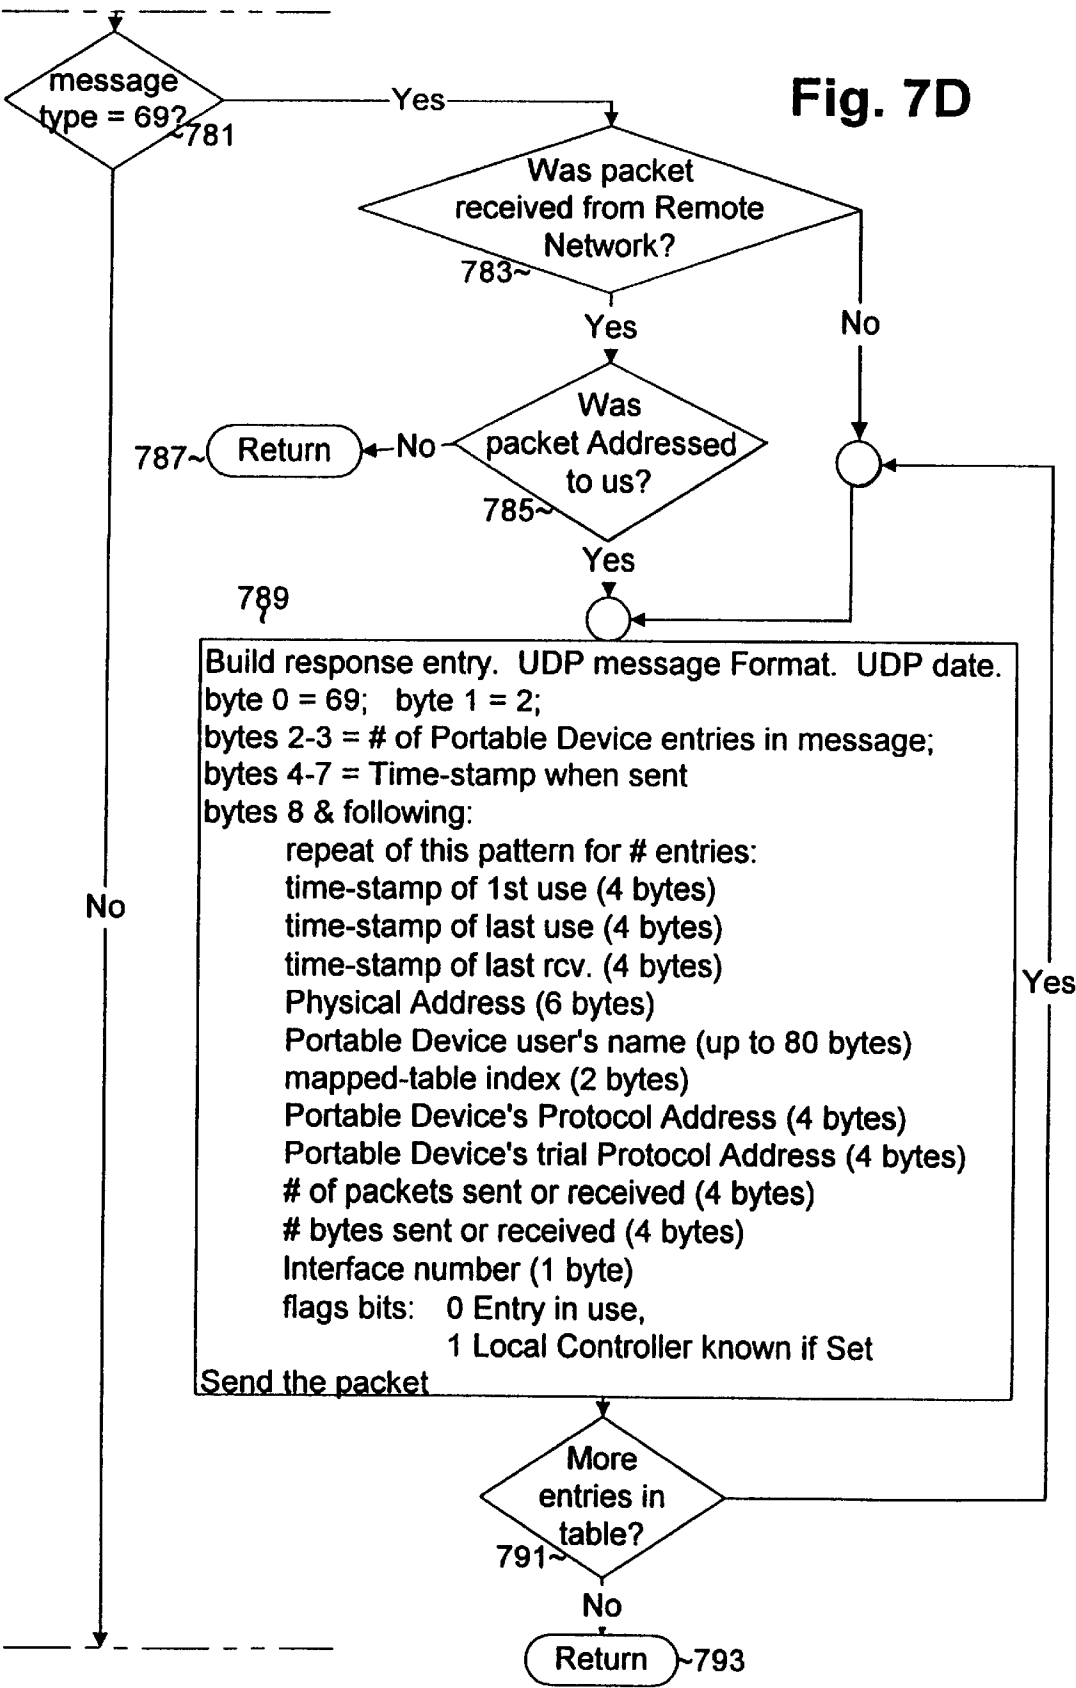 Fig. 7D
message
type = 69?
~781
Yes
Was packet
received from Remote
Network?
783~
Yes
No
Was
packet Addressed
to us?
785~
No
Return
787~
Yes
789
Build response entry. UDP message Format. UDP date.
byte 0 = 69; byte 1 = 2;
bytes 2-3 = # of Portable Device entries in message;
bytes 4-7 = Time-stamp when sent
bytes 8 & following:
repeat of this pattern for # entries:
time-stamp of 1st use (4 bytes)
time-stamp of last use (4 bytes)
time-stamp of last rcv. (4 bytes)
Physical Address (6 bytes)
Portable Device user's name (up to 80 bytes)
mapped-table index (2 bytes)
Portable Device's Protocol Address (4 bytes)
Portable Device's trial Protocol Address (4 bytes)
# of packets sent or received (4 bytes)
# bytes sent or received (4 bytes)
Interface number (1 byte)
flags bits: 0 Entry in use,
1 Local Controller known if Set
Send the packet
No
Yes
More
entries in
table?
791~
No
Return
~793